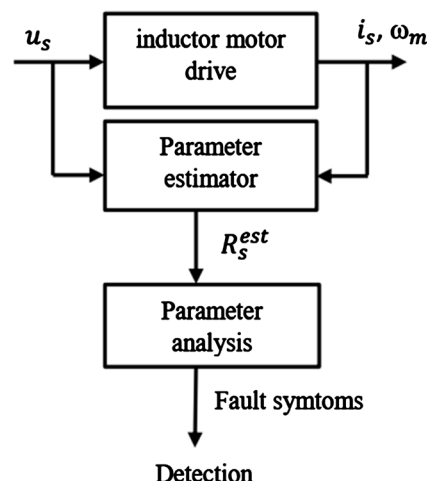 u_s
inductor motor
drive
i_s, ω_m
Parameter
estimator
R_s^{est}
Parameter
analysis
Fault symtoms
Detection